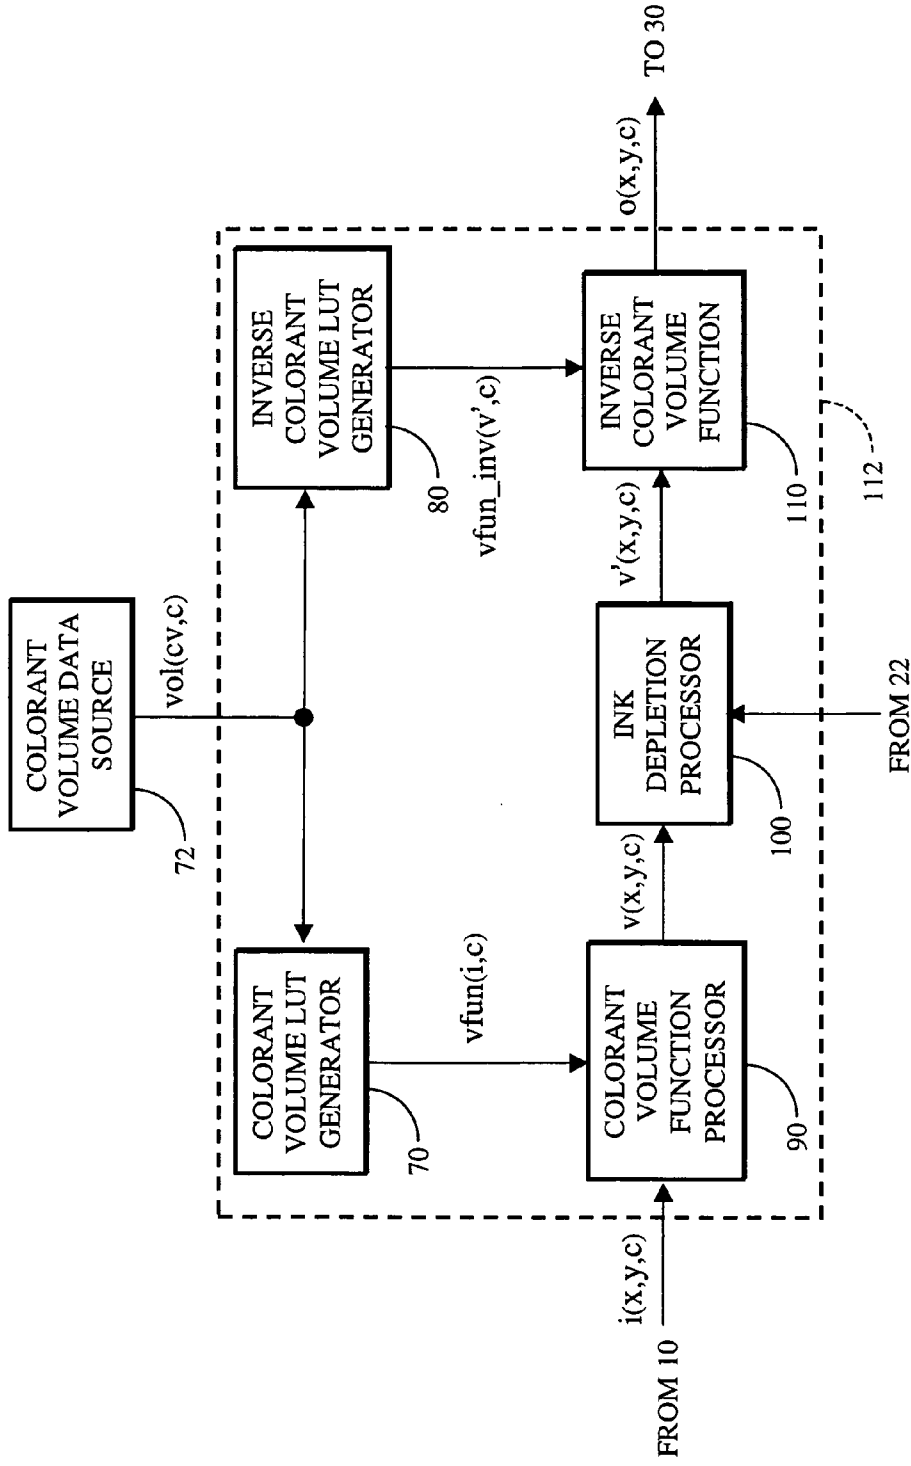 COLORANT
VOLUME DATA
SOURCE
72
vol(cv,c)
COLORANT
VOLUME LUT
GENERATOR
70
INVERSE
COLORANT
VOLUME LUT
GENERATOR
80
vfun(i,c)
vfun_inv(v',c)
FROM 10
i(x,y,c)
COLORANT
VOLUME
FUNCTION
PROCESSOR
90
v(x,y,c)
INK
DEPLETION
PROCESSOR
100
v'(x,y,c)
INVERSE
COLORANT
VOLUME
FUNCTION
110
o(x,y,c)
TO 30
FROM 22
112